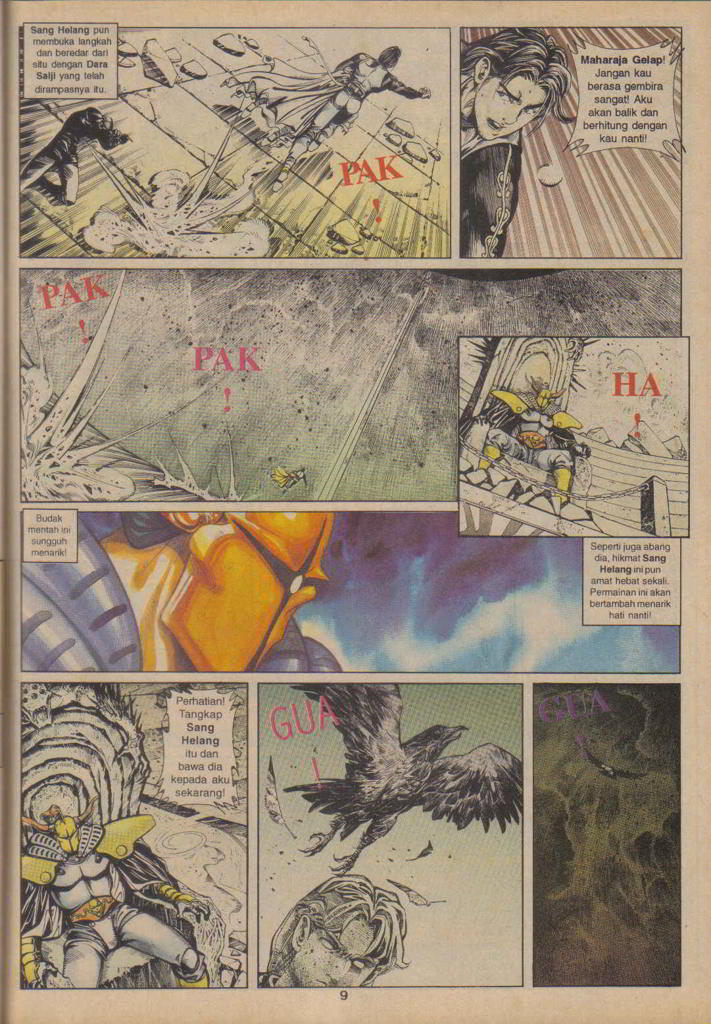 Sang Helang pun
membuka langkah
dan beredar dari
situ dengan Dara
Salji yang telah
dirampasnya itu.
PAK
!
Maharaja Gelap!
Jangan kau
berasa gembira
sangat! Aku
akan balik dan
berhitung dengan
kau nanti!
PAK
!
PAK
!
HA
!
Budak
mentah ini
sungguh
menarik!
Seperti juga abang
dia, hikmat Sang
Helang ini pun
amat hebat sekali.
Permainan ini akan
bertambah menarik
hati nanti!
Perhatian!
Tangkap
Sang
Helang
itu dan
bawa dia
kepada aku
sekarang!
GUA
!
GUA
!
9